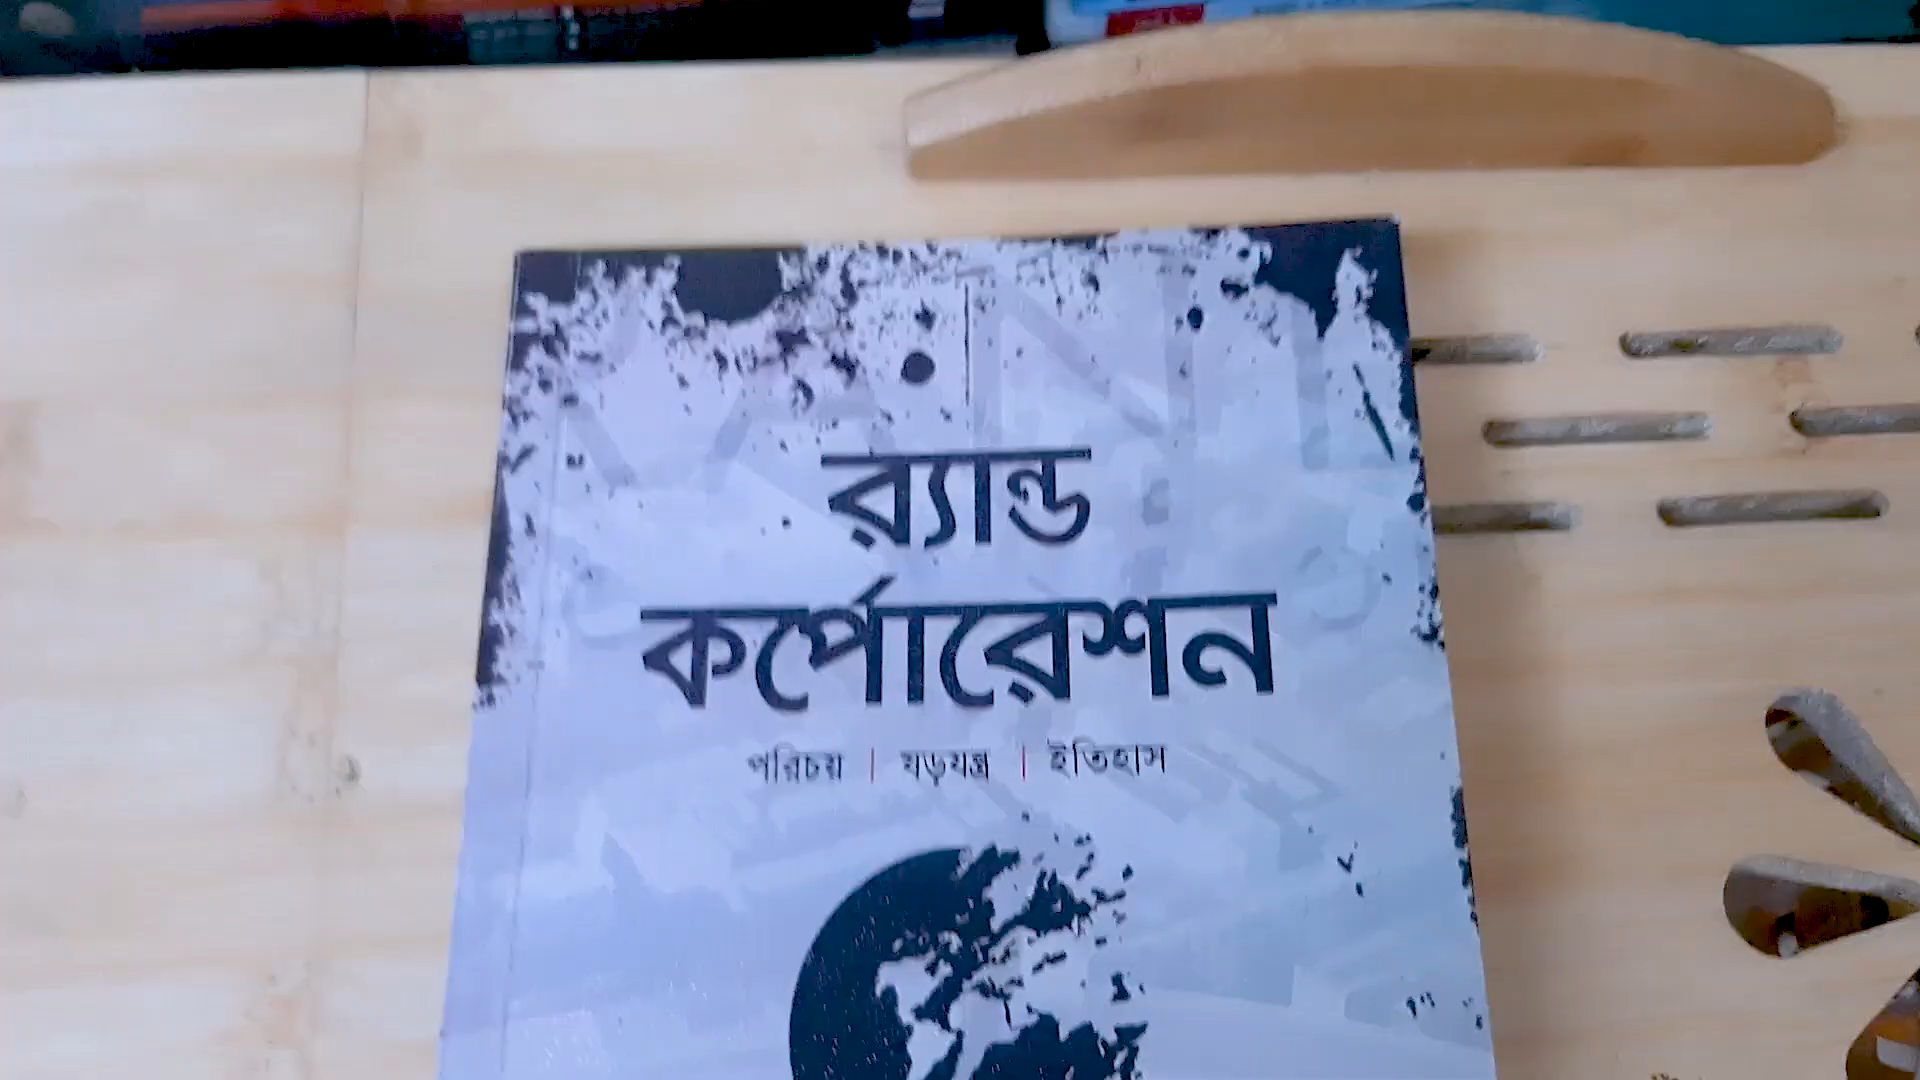 র‍্যান্ড
কর্পোরেশন
পরিচয় | ষড়যন্ত্র | ইতিহাস